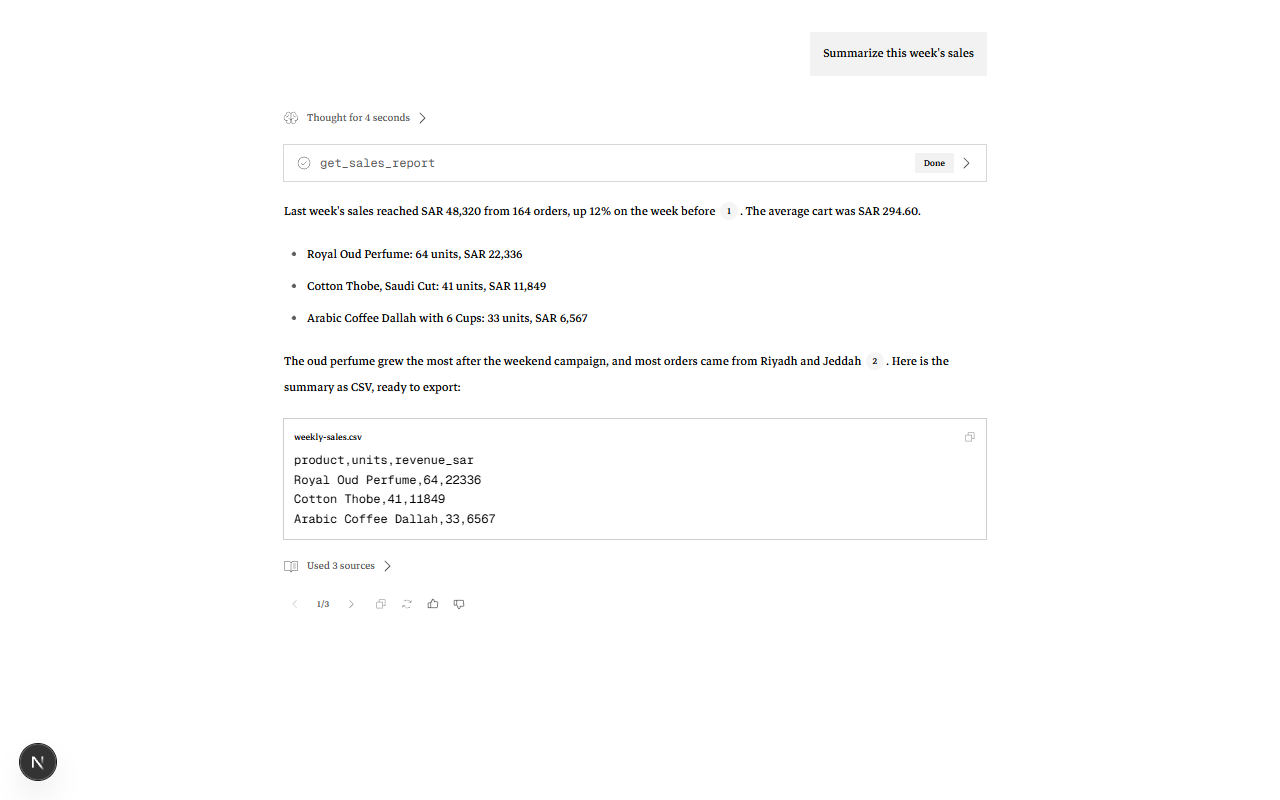 Summarize this week's sales
Thought for 4 seconds
get_sales_report
Done
Last week's sales reached SAR 48,320 from 164 orders, up 12% on the week before 1 . The average cart was SAR 294.60.
• Royal Oud Perfume: 64 units, SAR 22,336
• Cotton Thobe, Saudi Cut: 41 units, SAR 11,849
• Arabic Coffee Dallah with 6 Cups: 33 units, SAR 6,567
The oud perfume grew the most after the weekend campaign, and most orders came from Riyadh and Jeddah 2 . Here is the
summary as CSV, ready to export:
weekly-sales.csv
product,units,revenue_sar
Royal Oud Perfume,64,22336
Cotton Thobe,41,11849
Arabic Coffee Dallah,33,6567
Used 3 sources
1/3
N